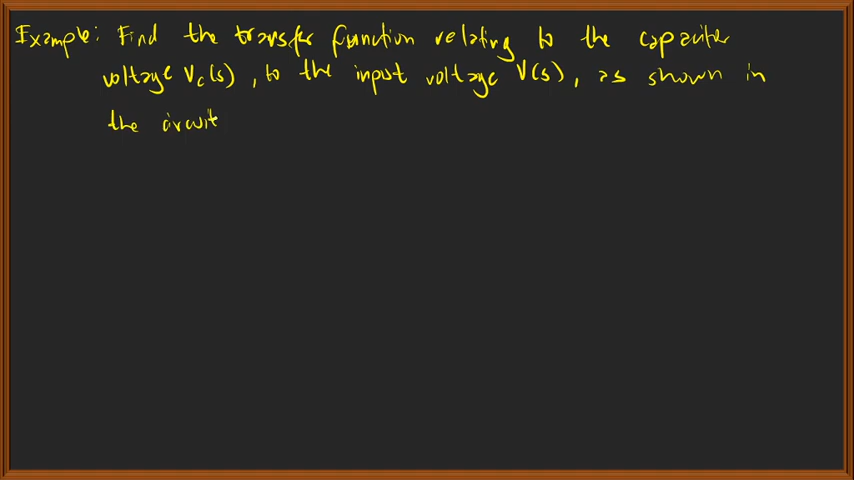 Example: Find the transfer function relating to the capacitor
voltage Vc(s), to the input voltage V(s), as shown in
the circuit